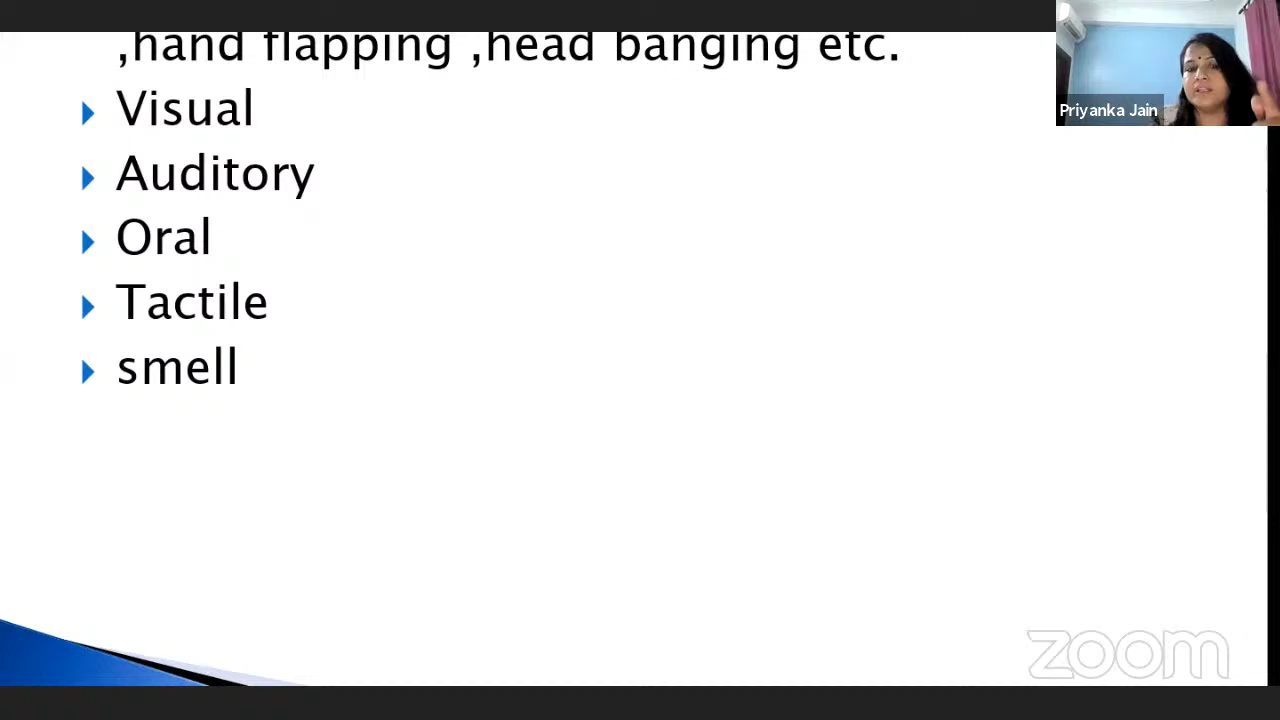 ,hand flapping ,head banging etc.
Visual
Auditory
Oral
Tactile
smell
Priyanka Jain
zoom